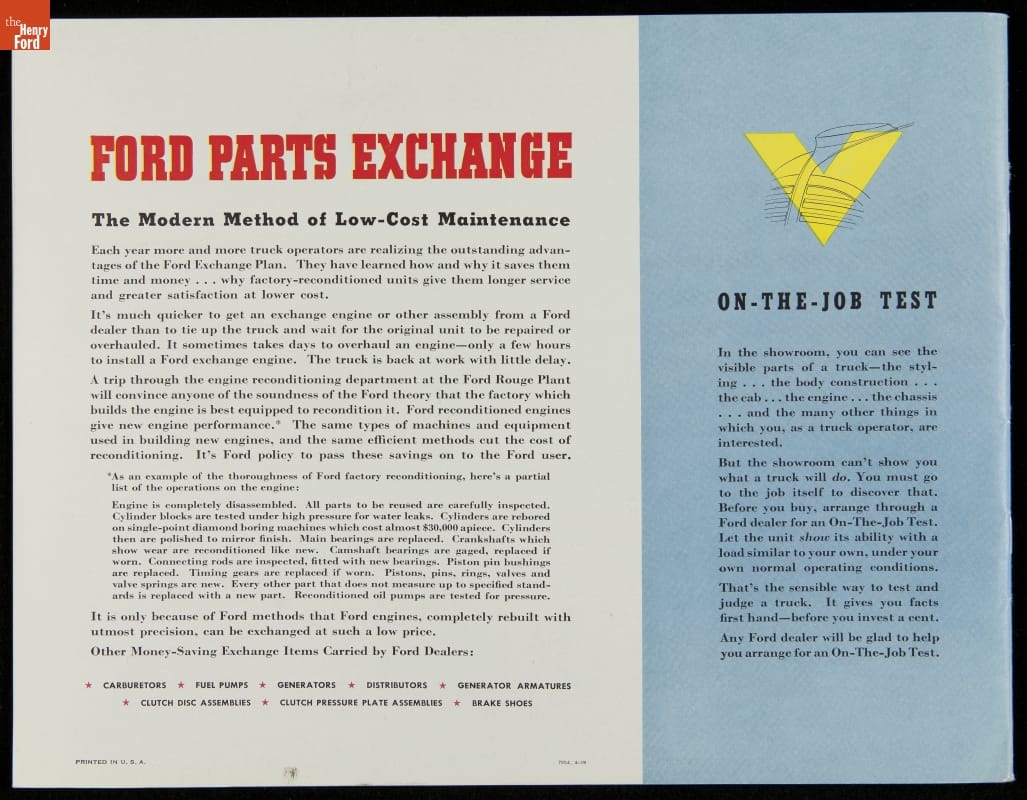 the
Henry
Ford
FORD PARTS EXCHANGE
The Modern Method of Low-Cost Maintenance
Each year more and more truck operators are realizing the outstanding advan-
tages of the Ford Exchange Plan. They have learned how and why it saves them
time and money . . . why factory-reconditioned units give them longer service
and greater satisfaction at lower cost.
It's much quicker to get an exchange engine or other assembly from a Ford
dealer than to tie up the truck and wait for the original unit to be repaired or
overhauled. It sometimes takes days to overhaul an engine—only a few hours
to install a Ford exchange engine. The truck is back at work with little delay.
A trip through the engine reconditioning department at the Ford Rouge Plant
will convince anyone of the soundness of the Ford theory that the factory which
builds the engine is best equipped to recondition it. Ford reconditioned engines
give new engine performance.* The same types of machines and equipment
used in building new engines, and the same efficient methods cut the cost of
reconditioning. It's Ford policy to pass these savings on to the Ford user.
*As an example of the thoroughness of Ford factory reconditioning, here's a partial
list of the operations on the engine:
Engine is completely disassembled. All parts to be reused are carefully inspected.
Cylinder blocks are tested under high pressure for water leaks. Cylinders are rebored
on single-point diamond boring machines which cost almost $30,000 apiece. Cylinders
then are polished to mirror finish. Main bearings are replaced. Crankshafts which
show wear are reconditioned like new. Camshaft bearings are gaged, replaced if
worn. Connecting rods are inspected, fitted with new bearings. Piston pin bushings
are replaced. Timing gears are replaced if worn. Pistons, pins, rings, valves and
valve springs are new. Every other part that does not measure up to specified stand-
ards is replaced with a new part. Reconditioned oil pumps are tested for pressure.
It is only because of Ford methods that Ford engines, completely rebuilt with
utmost precision, can be exchanged at such a low price.
Other Money-Saving Exchange Items Carried by Ford Dealers:
★ CARBURETORS ★ FUEL PUMPS ★ GENERATORS ★ DISTRIBUTORS ★ GENERATOR ARMATURES
★ CLUTCH DISC ASSEMBLIES ★ CLUTCH PRESSURE PLATE ASSEMBLIES ★ BRAKE SHOES
PRINTED IN U. S. A.
V
ON-THE-JOB TEST
In the showroom, you can see the
visible parts of a truck—the styl-
ing . . . the body construction . . .
the cab . . . the engine . . . the chassis
. . . and the many other things in
which you, as a truck operator, are
interested.
But the showroom can't show you
what a truck will do. You must go
to the job itself to discover that.
Before you buy, arrange through a
Ford dealer for an On-The-Job Test.
Let the unit show its ability with a
load similar to your own, under your
own normal operating conditions.
That's the sensible way to test and
judge a truck. It gives you facts
first hand—before you invest a cent.
Any Ford dealer will be glad to help
you arrange for an On-The-Job Test.